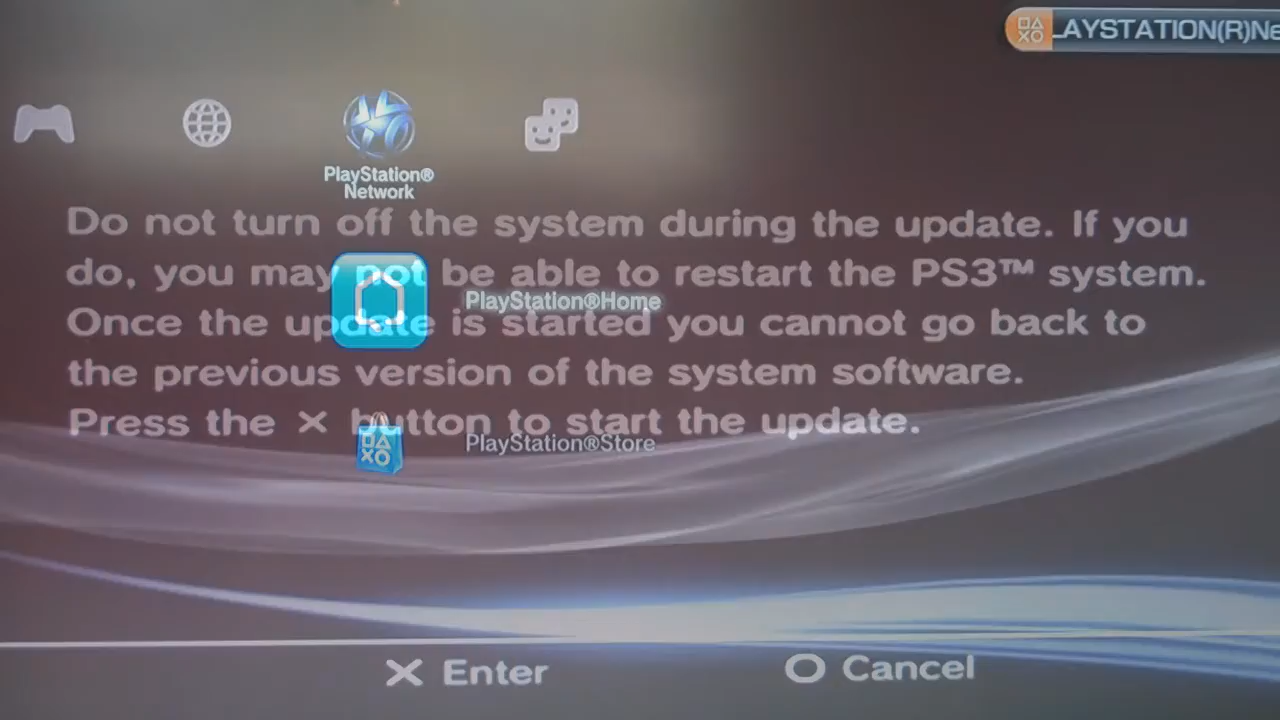 LAYSTATION(R)Ne
PlayStation®
Network
Do not turn off the system during the update. If you
do, you may not be able to restart the PS3™ system.
PlayStation®Home
Once the update is started you cannot go back to
the previous version of the system software.
Press the ✕ button to start the update.
PlayStation®Store
✕ Enter
○ Cancel